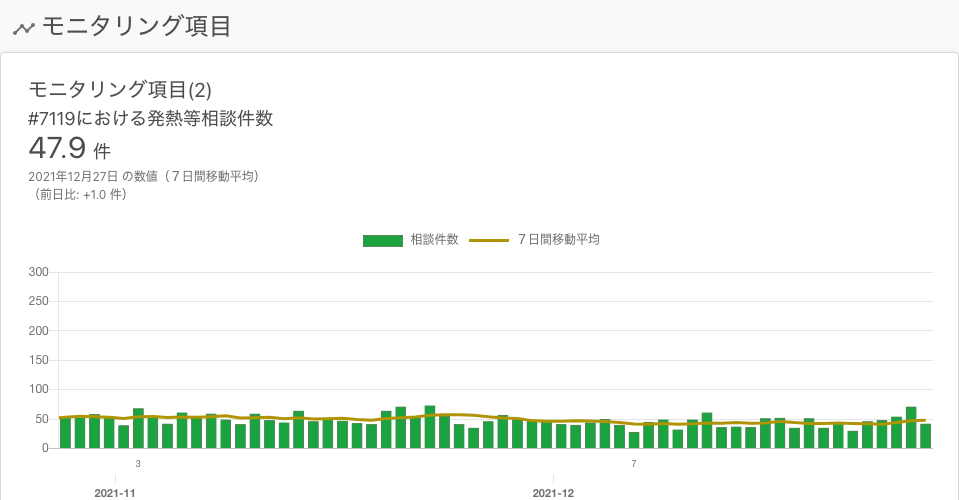 モニタリング項目
モニタリング項目(2)
#7119における発熱等相談件数
47.9 件
2021年12月27日 の数値（７日間移動平均）
（前日比: +1.0 件）
相談件数 ７日間移動平均
300
250
200
150
100
50
0
3 7
2021-11 2021-12